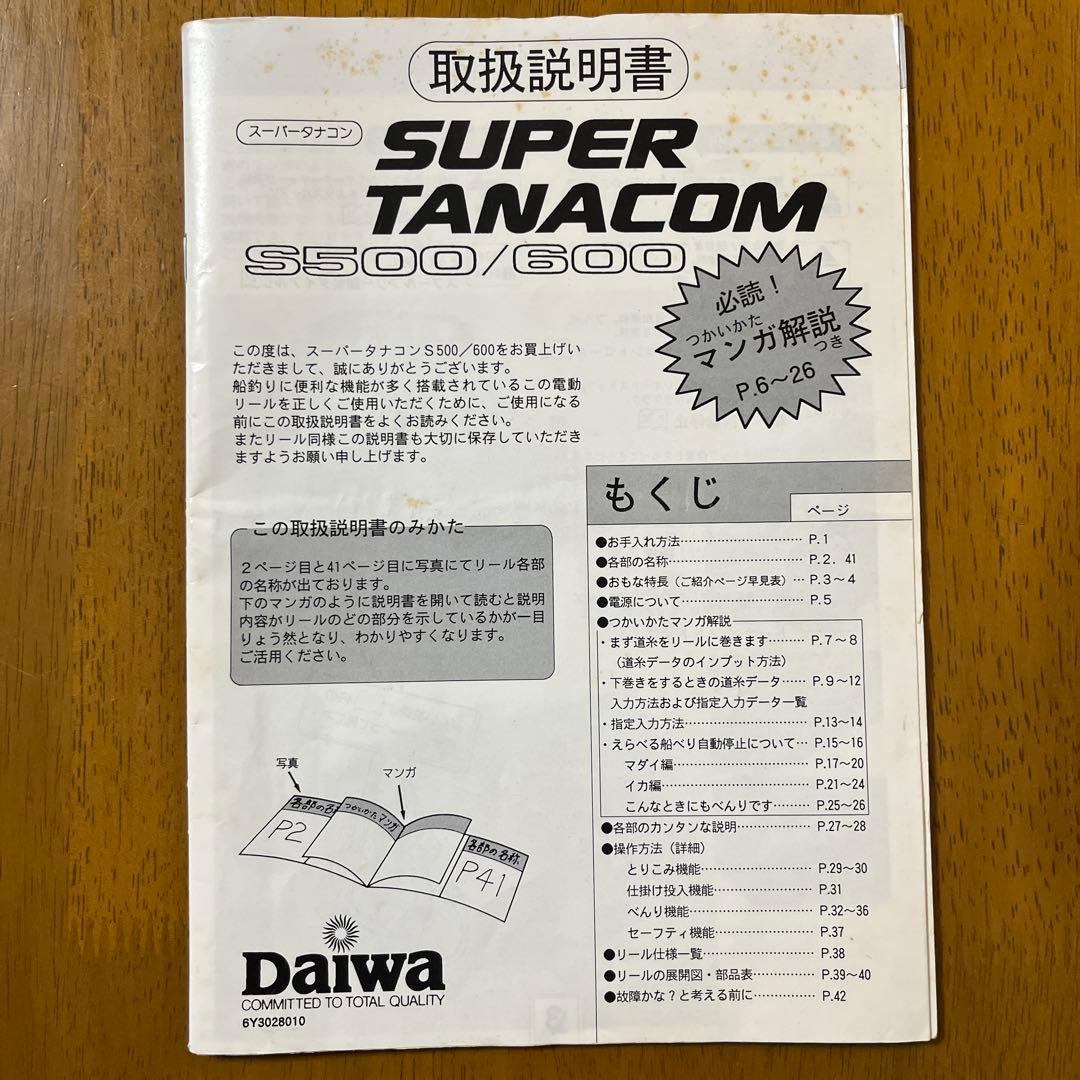 取扱説明書
スーパータナコン
SUPER
TANACOM
S500/600
必読！
つかいかた
マンガ解説
つき
P.6〜26
この度は、スーパータナコンS500／600をお買上げい
ただきまして、誠にありがとうございます。
船釣りに便利な機能が多く搭載されているこの電動
リールを正しくご使用いただくために、ご使用になる
前にこの取扱説明書をよくお読みください。
またリール同様この説明書も大切に保存していただき
ますようお願い申し上げます。
この取扱説明書のみかた
2ページ目と41ページ目に写真にてリール各部
の名称が出ております。
下のマンガのように説明書を開いて読むと説明
内容がリールのどの部分を示しているかが一目
りょう然となり、わかりやすくなります。
ご活用ください。
写真
マンガ
各部の名
つかいかたマンガ
各部の名称
P2
P41
Daiwa
COMMITTED TO TOTAL QUALITY
6Y3028010
もくじ
ページ
●お手入れ方法………………………… P.1
●各部の名称…………………………… P.2．41
●おもな特長（ご紹介ページ早見表）… P.3〜4
●電源について………………………… P.5
●つかいかたマンガ解説
・まず道糸をリールに巻きます……… P.7〜8
（道糸データのインプット方法）
・下巻きをするときの道糸データ…… P.9〜12
入力方法および指定入力データ一覧
・指定入力方法………………………… P.13〜14
・えらべる船べり自動停止について… P.15〜16
マダイ編…………………………… P.17〜20
イカ編……………………………… P.21〜24
こんなときにもべんりです……… P.25〜26
●各部のカンタンな説明……………… P.27〜28
●操作方法（詳細）
とりこみ機能……………………… P.29〜30
仕掛け投入機能…………………… P.31
べんり機能………………………… P.32〜36
セーフティ機能…………………… P.37
●リール仕様一覧……………………… P.38
●リールの展開図・部品表…………… P.39〜40
●故障かな？と考える前に…………… P.42